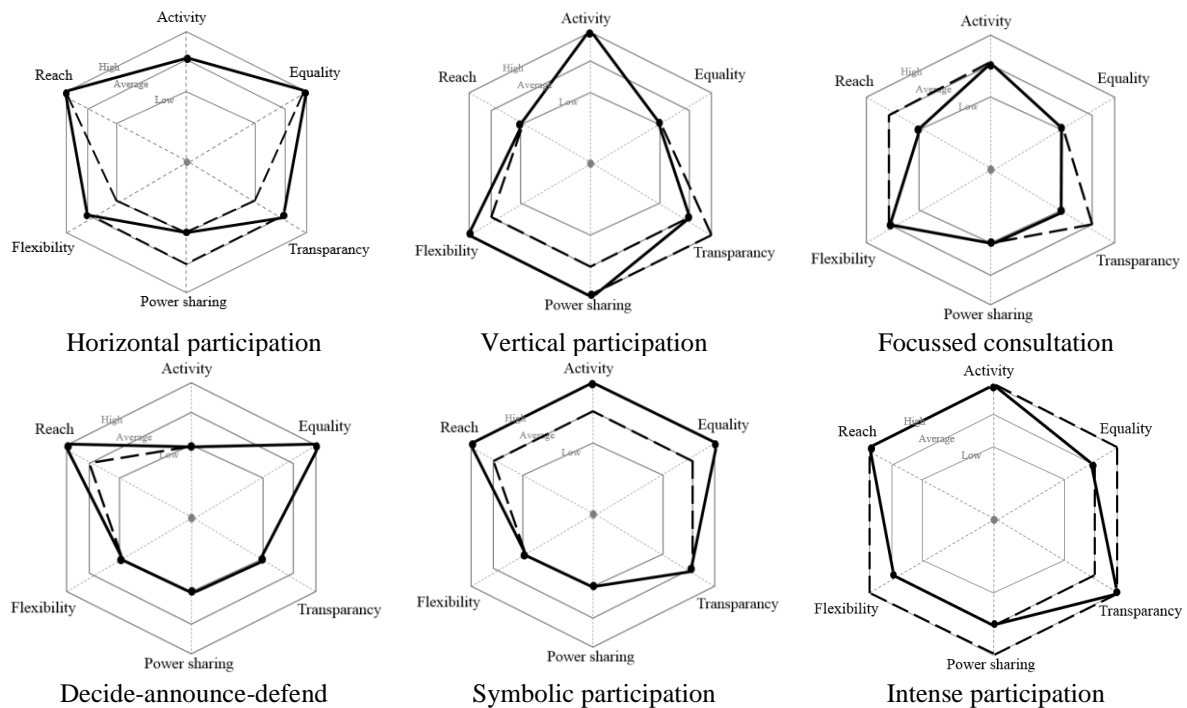 Activity
Reach
High
Equality
Average
Low
Flexibility
Transparancy
Power sharing
Horizontal participation
Activity
Reach
High
Equality
Average
Low
Flexibility
Transparancy
Power sharing
Vertical participation
Activity
Reach
High
Equality
Average
Low
Flexibility
Transparancy
Power sharing
Focussed consultation
Activity
Reach
High
Equality
Average
Low
Flexibility
Transparancy
Power sharing
Decide-announce-defend
Activity
Reach
High
Equality
Average
Low
Flexibility
Transparancy
Power sharing
Symbolic participation
Activity
Reach
High
Equality
Average
Low
Flexibility
Transparancy
Power sharing
Intense participation